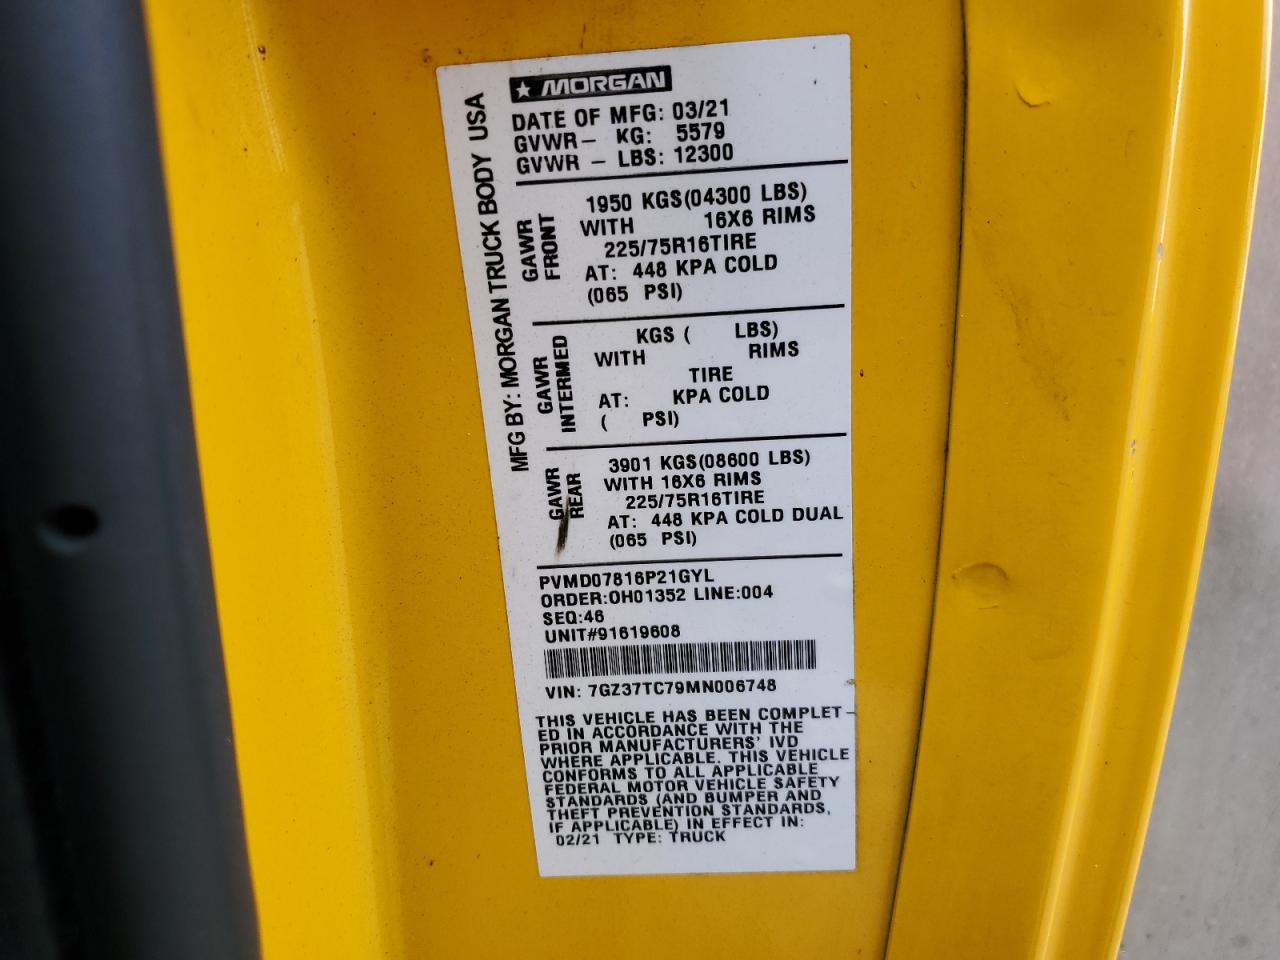 MORGAN
MFG BY: MORGAN TRUCK BODY USA
DATE OF MFG: 03/21
GVWR- KG: 5579
GVWR - LBS: 12300
GAWR
FRONT
1950 KGS(04300 LBS)
WITH 16X6 RIMS
225/75R16TIRE
AT: 448 KPA COLD
(065 PSI)
GAWR
INTERMED
KGS ( LBS)
WITH RIMS
TIRE
AT: KPA COLD
( PSI)
GAWR
REAR
3901 KGS(08600 LBS)
WITH 16X6 RIMS
225/75R16TIRE
AT: 448 KPA COLD DUAL
(065 PSI)
PVMD07816P21GYL
ORDER:OH01352 LINE:004
SEQ:46
UNIT#91619608
VIN: 7GZ37TC79MN006748
THIS VEHICLE HAS BEEN COMPLET-
ED IN ACCORDANCE WITH THE
PRIOR MANUFACTURERS' IVD
WHERE APPLICABLE. THIS VEHICLE
CONFORMS TO ALL APPLICABLE
FEDERAL MOTOR VEHICLE SAFETY
STANDARDS (AND BUMPER AND
THEFT PREVENTION STANDARDS,
IF APPLICABLE) IN EFFECT IN:
02/21 TYPE: TRUCK